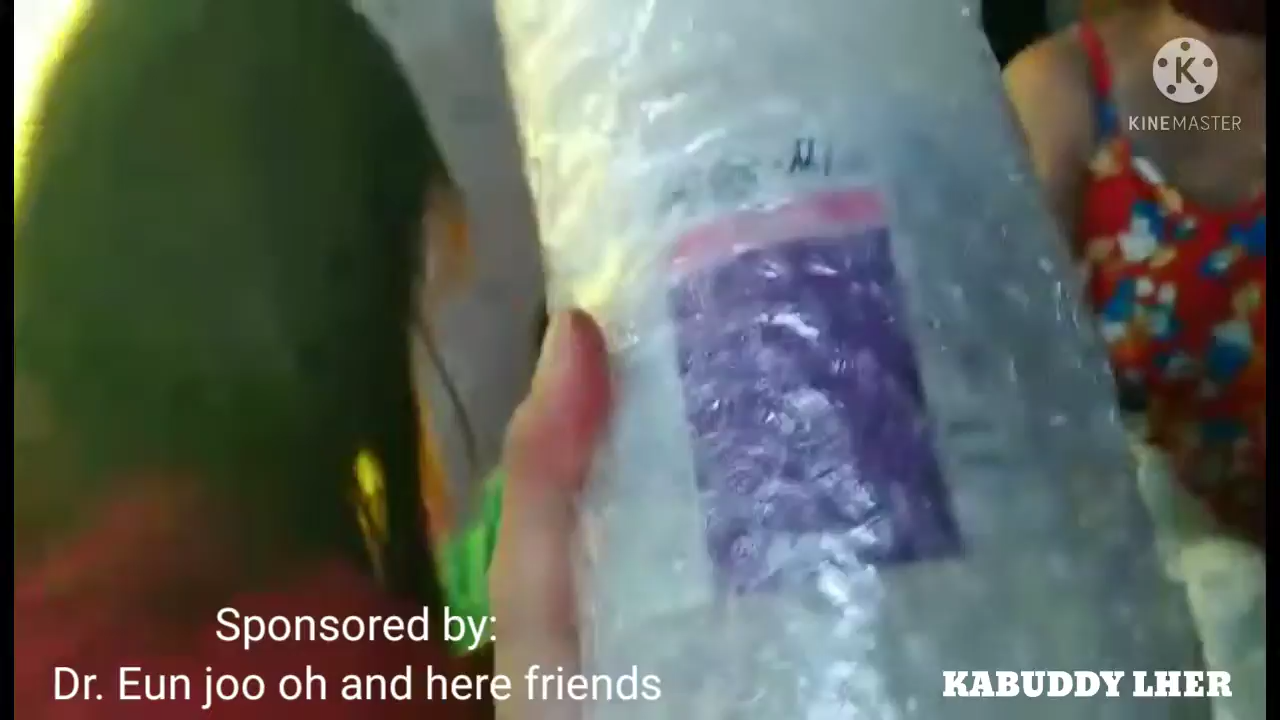 KINEMASTER
Sponsored by:
Dr. Eun joo oh and here friends
KABUDDY LHER